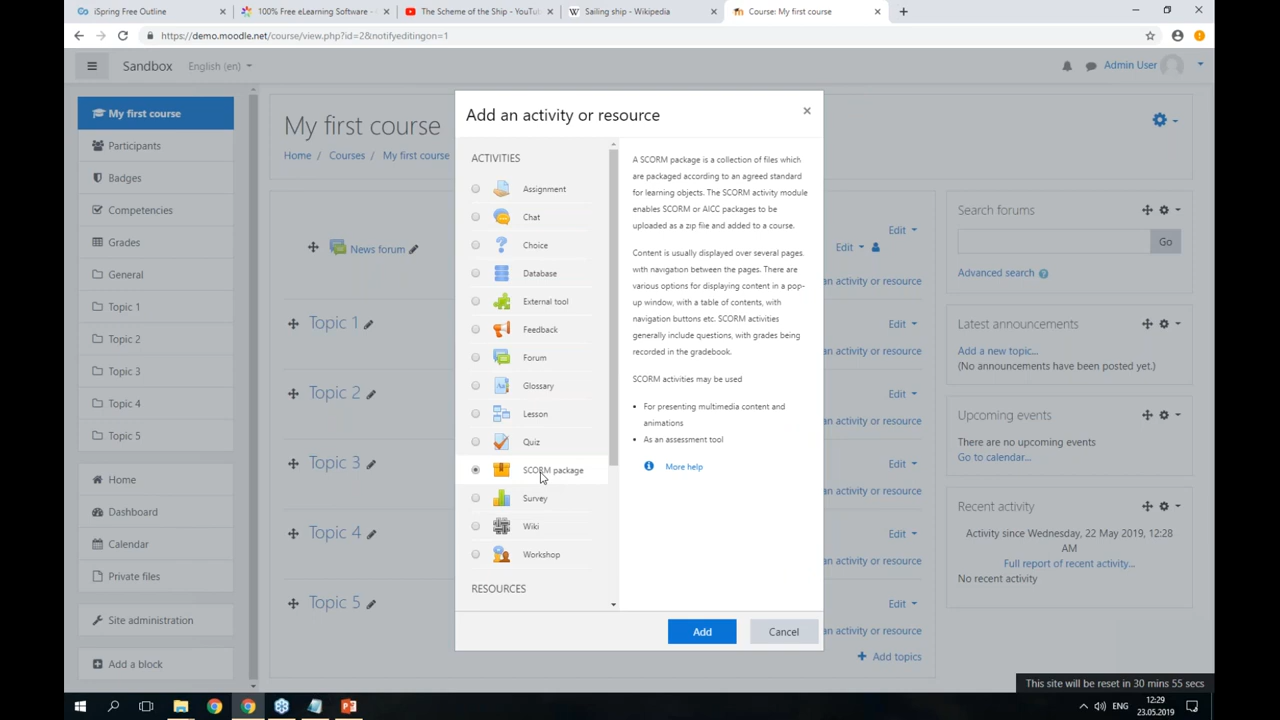 iSpring Free Outline
100% Free eLearning Software -
The Scheme of the Ship - YouTu
Sailing ship - Wikipedia
Course: My first course
https://demo.moodle.net/course/view.php?id=2&notifyeditingon=1
Sandbox
English (en)
Admin User
My first course
Participants
Badges
Competencies
Grades
General
Topic 1
Topic 2
Topic 3
Topic 4
Topic 5
Home
Dashboard
Calendar
Private files
Site administration
Add a block
My first course
Home
Courses
My first course
News forum
Topic 1
Topic 2
Topic 3
Topic 4
Topic 5
Add an activity or resource
ACTIVITIES
Assignment
Chat
Choice
Database
External tool
Feedback
Forum
Glossary
Lesson
Quiz
SCORM package
Survey
Wiki
Workshop
RESOURCES
A SCORM package is a collection of files which
are packaged according to an agreed standard
for learning objects. The SCORM activity module
enables SCORM or AICC packages to be
uploaded as a zip file and added to a course.
Content is usually displayed over several pages,
with navigation between the pages. There are
various options for displaying content in a pop-
up window, with a table of contents, with
navigation buttons etc. SCORM activities
generally include questions, with grades being
recorded in the gradebook.
SCORM activities may be used
• For presenting multimedia content and
animations
• As an assessment tool
More help
Add
Cancel
Edit
Edit
an activity or resource
Edit
an activity or resource
Edit
an activity or resource
Edit
an activity or resource
Edit
an activity or resource
Edit
an activity or resource
Add topics
Search forums
Go
Advanced search
Latest announcements
Add a new topic...
(No announcements have been posted yet.)
Upcoming events
There are no upcoming events
Go to calendar...
Recent activity
Activity since Wednesday, 22 May 2019, 12:28
AM
Full report of recent activity...
No recent activity
This site will be reset in 30 mins 55 secs
ENG
12:29
23.05.2019